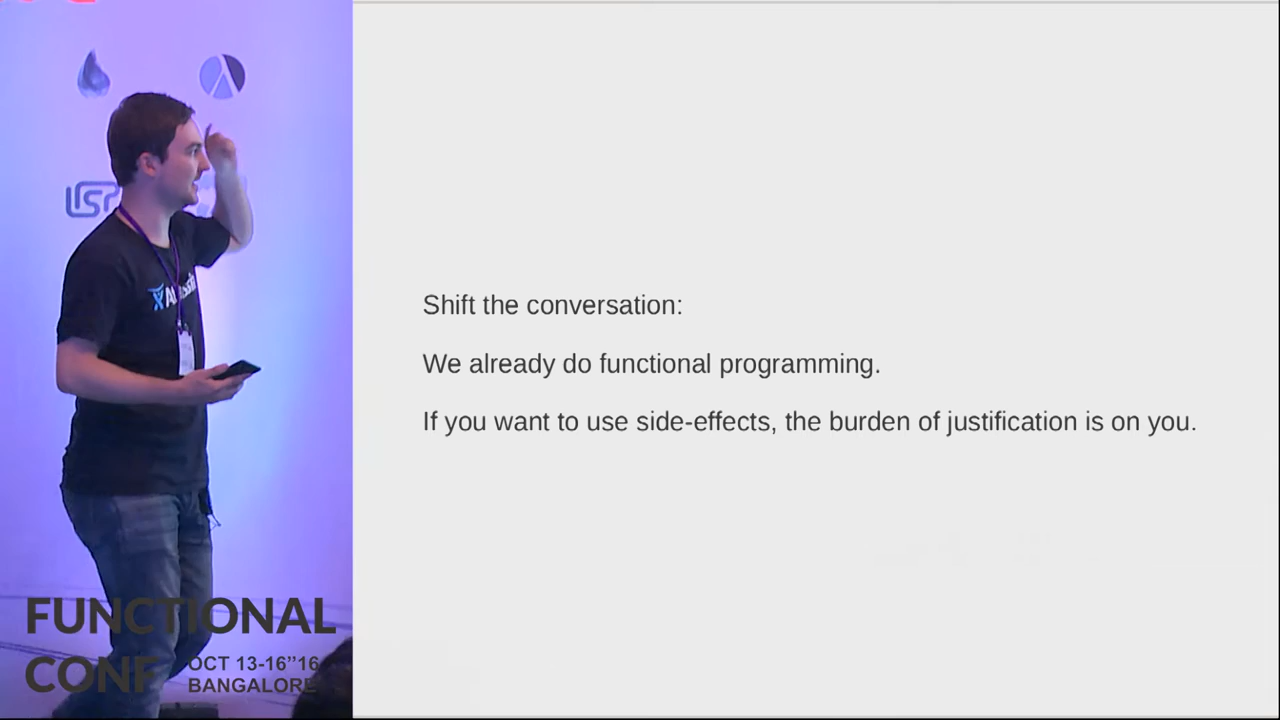 Shift the conversation:
We already do functional programming.
If you want to use side-effects, the burden of justification is on you.
FUNCTIONAL
CONF OCT 13-16”16
BANGALORE